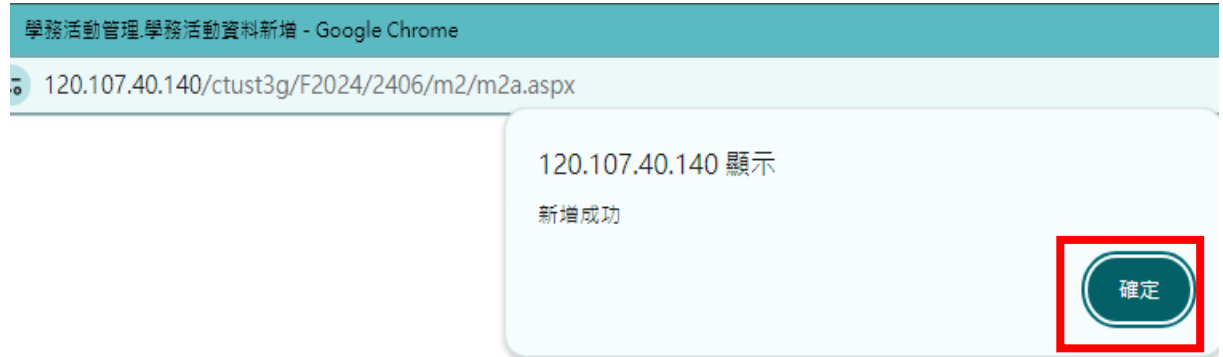 學務活動管理.學務活動資料新增 - Google Chrome
120.107.40.140/ctust3g/F2024/2406/m2/m2a.aspx
120.107.40.140 顯示
新增成功
確定